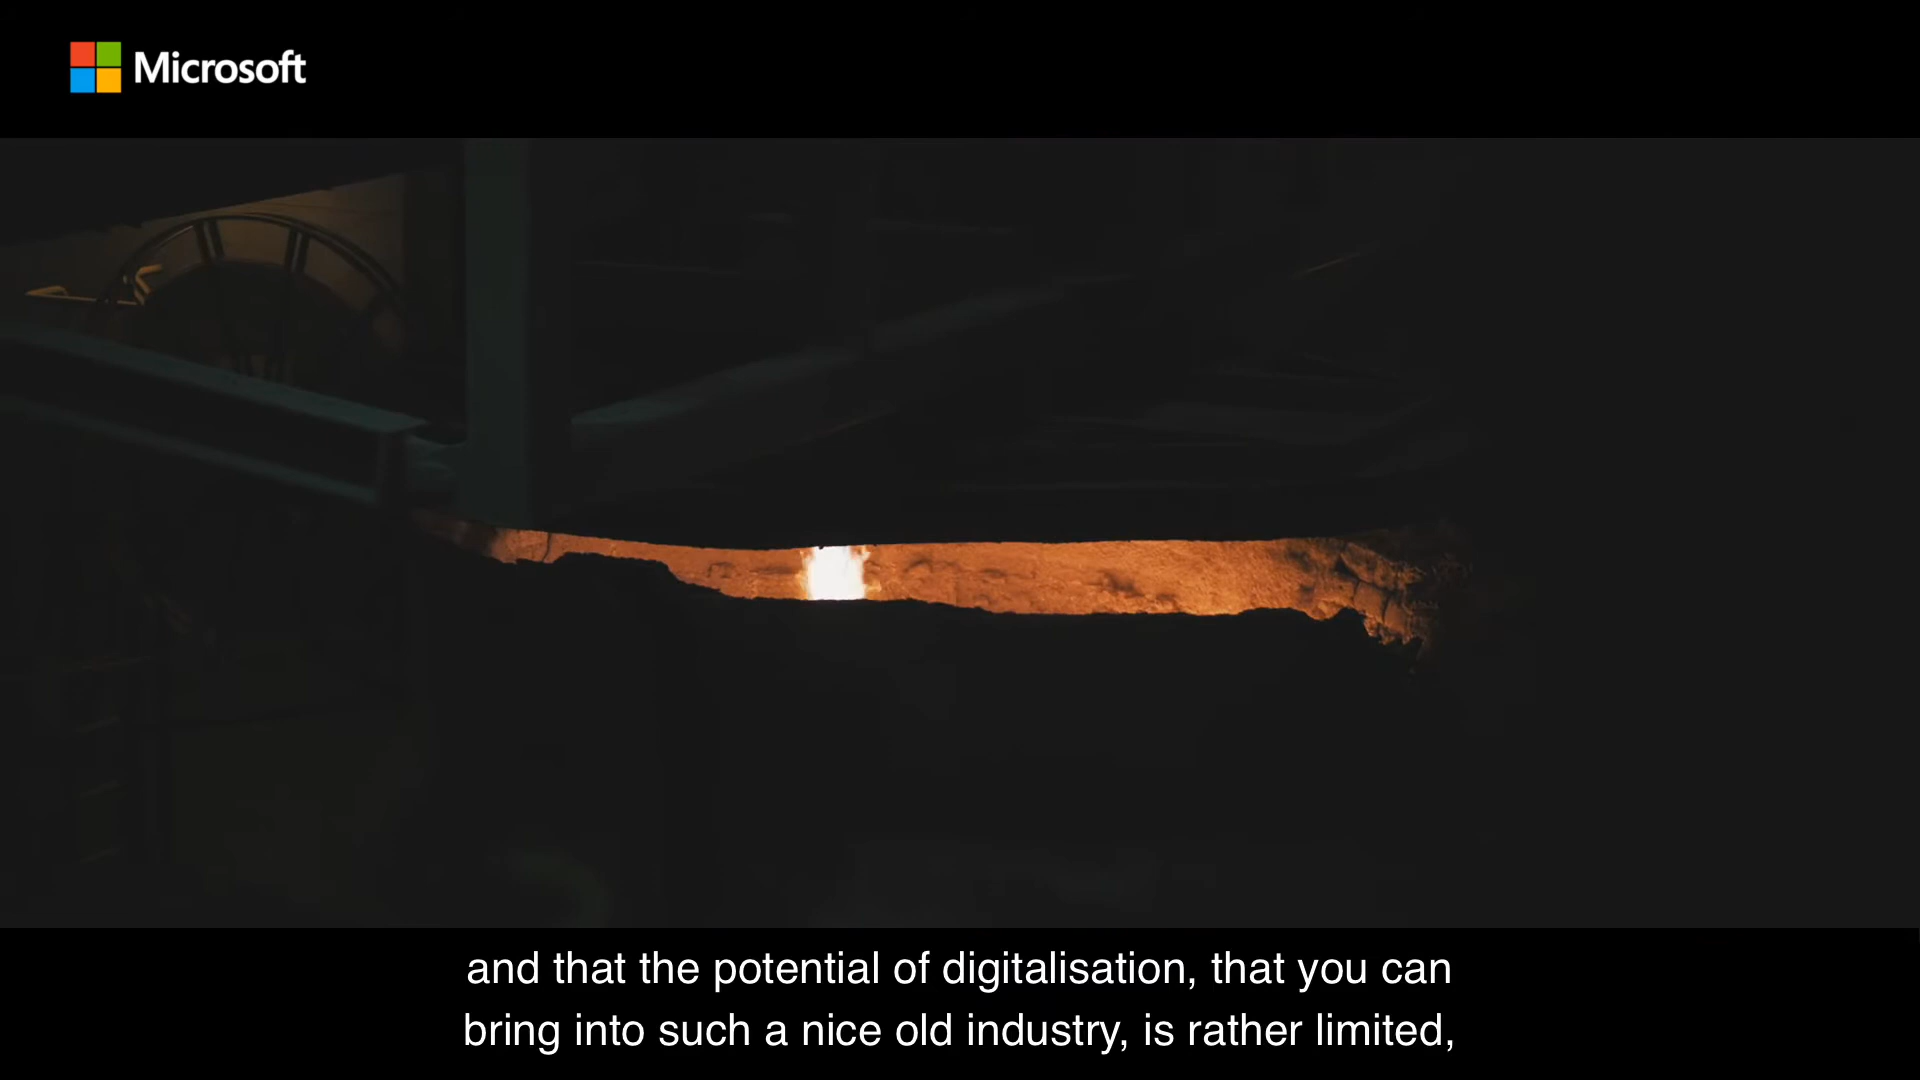 Microsoft
and that the potential of digitalisation, that you can
bring into such a nice old industry, is rather limited,